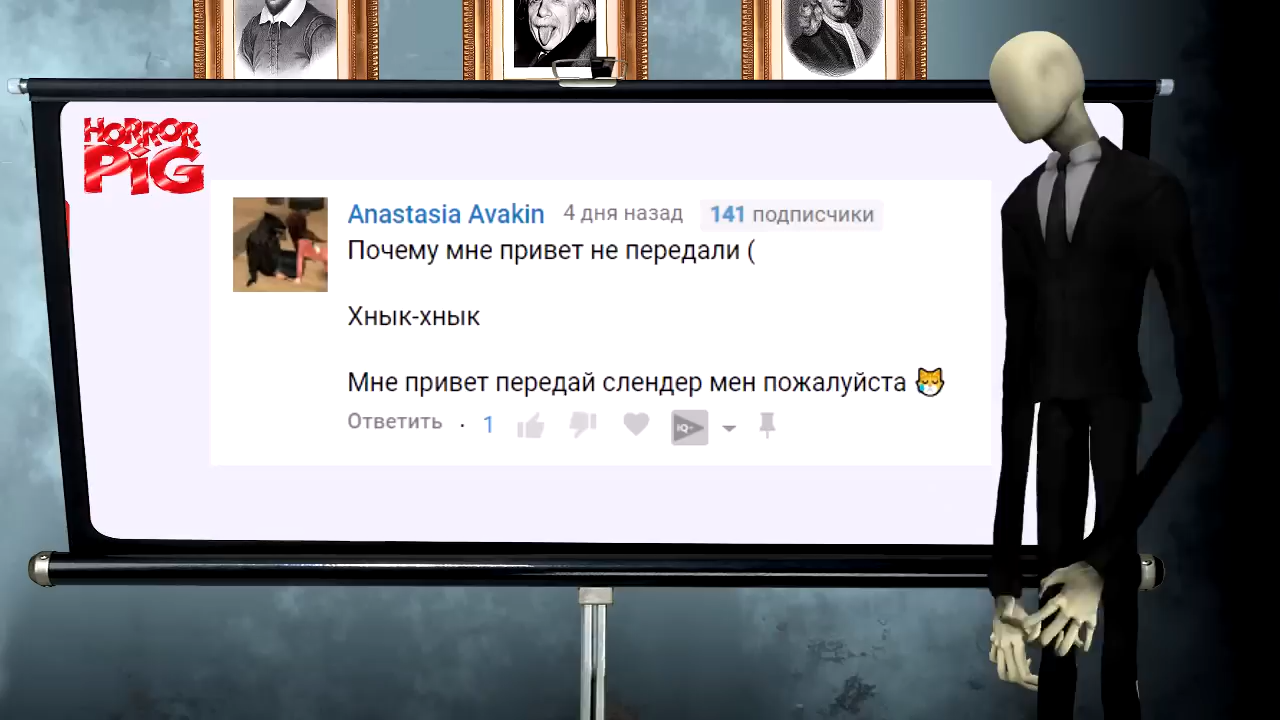 HORROR
PiG
Anastasia Avakin 4 дня назад 141 подписчики
Почему мне привет не передали (
Хнык-хнык
Мне привет передай слендер мен пожалуйста 😿
Ответить · 1
IQ